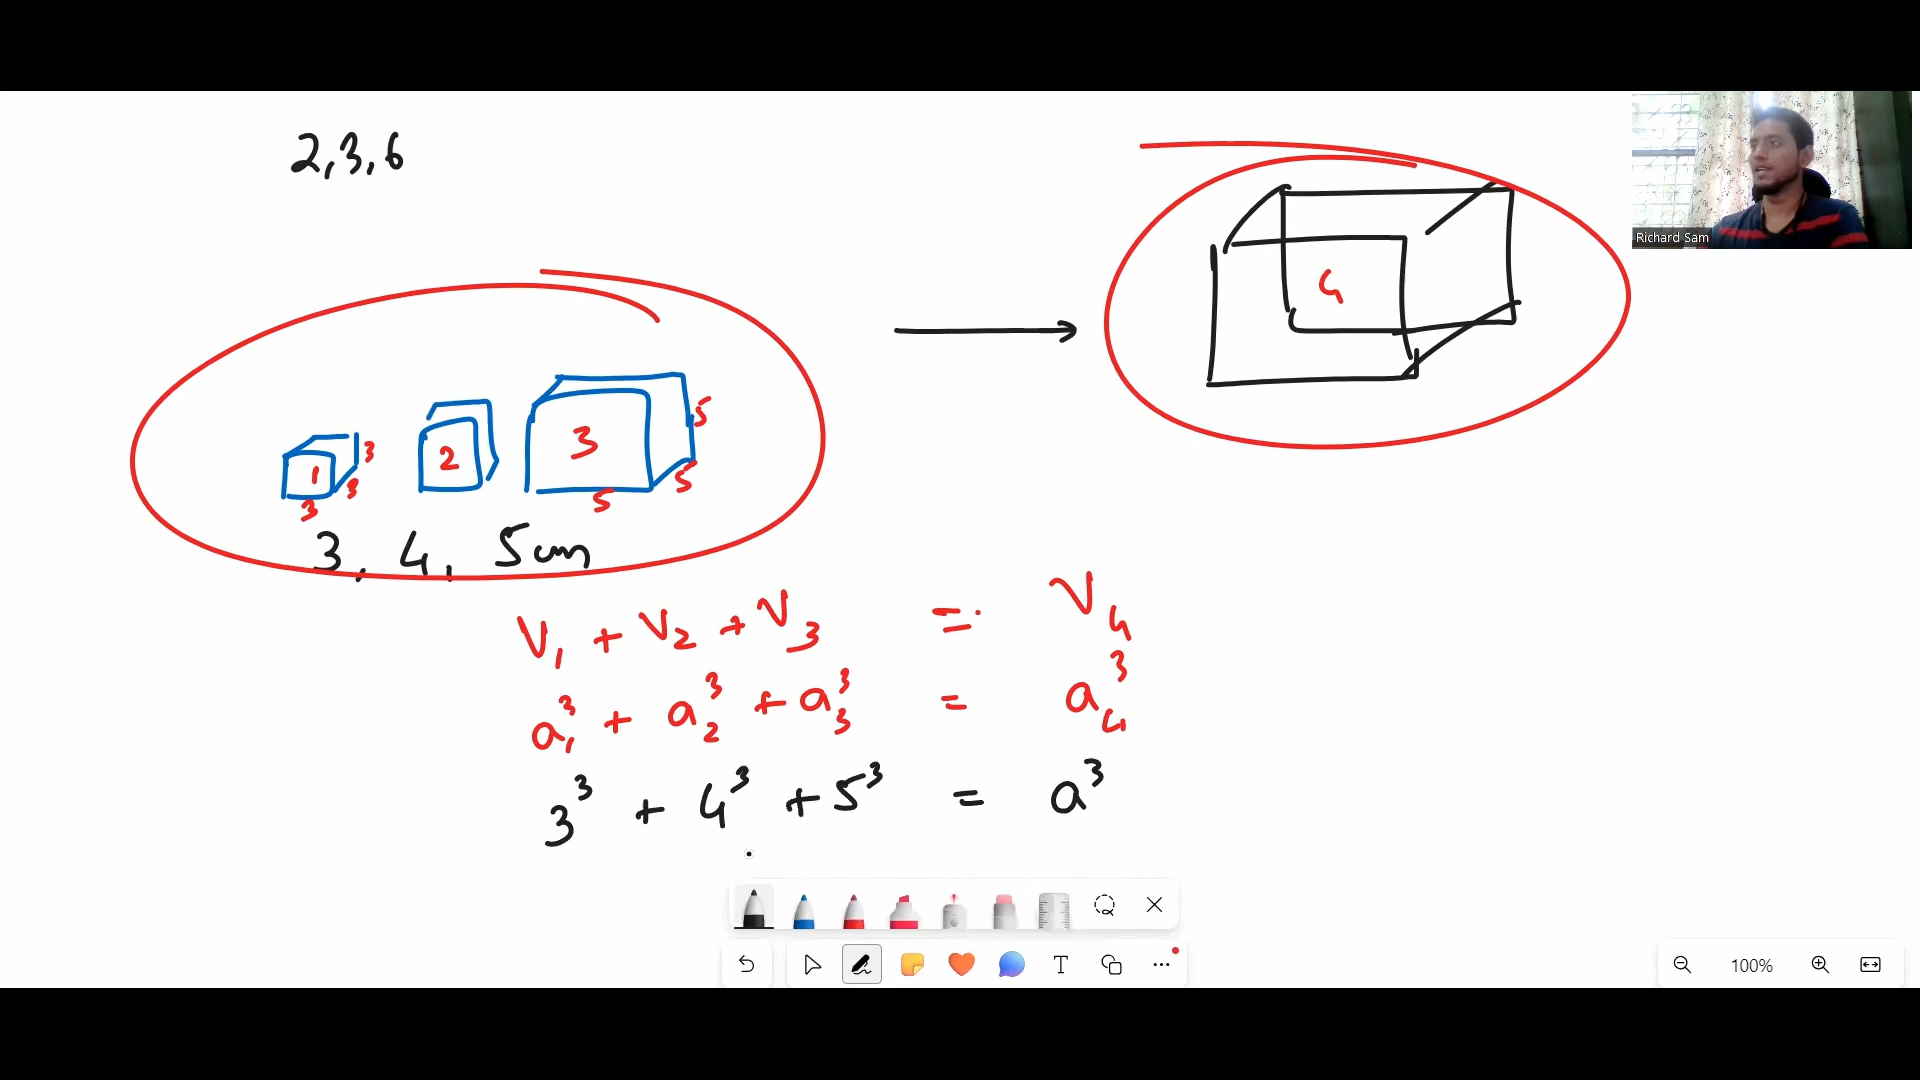 2,3,6
4
1 3 3 3
2
3 5 5 5
3, 4, 5cm
V₁ + V₂ + V₃ = V₄
a₁³ + a₂³ + a₃³ = a₄³
3³ + 4³ + 5³ = a³
Richard Sam
T
100%